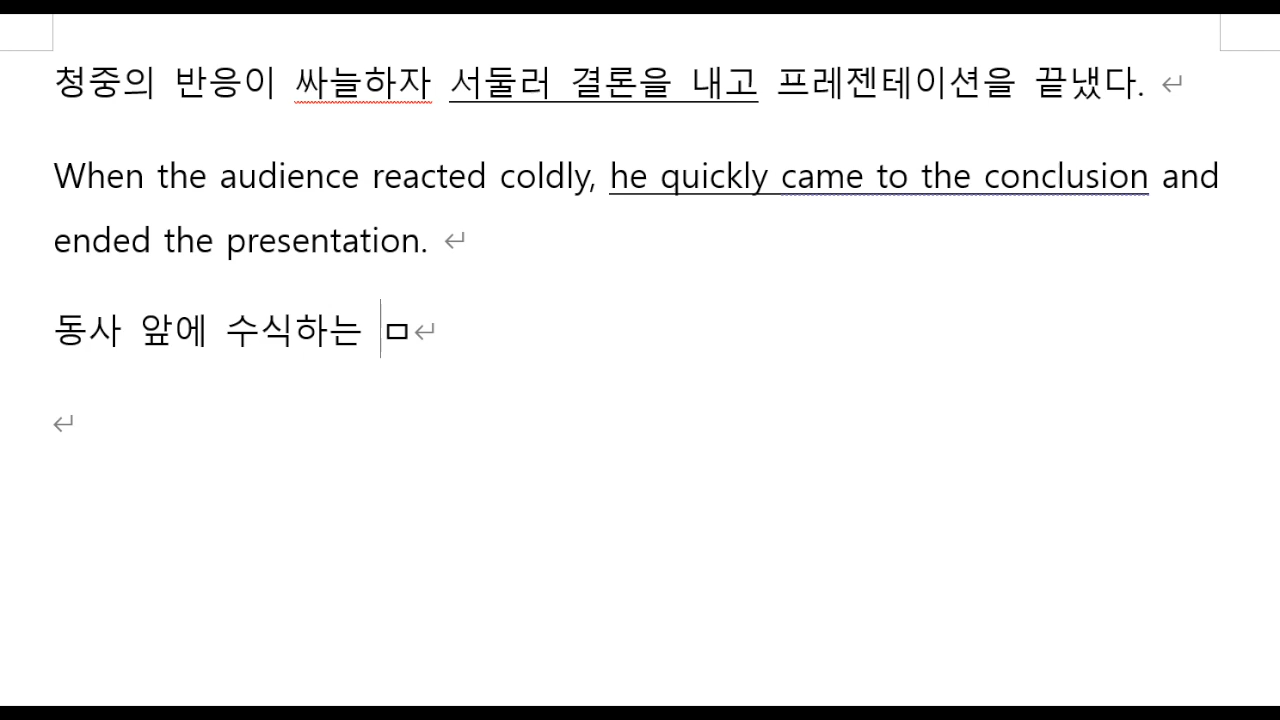 청중의 반응이 싸늘하자 서둘러 결론을 내고 프레젠테이션을 끝냈다.
When the audience reacted coldly, he quickly came to the conclusion and
ended the presentation.
동사 앞에 수식하는 ㅁ